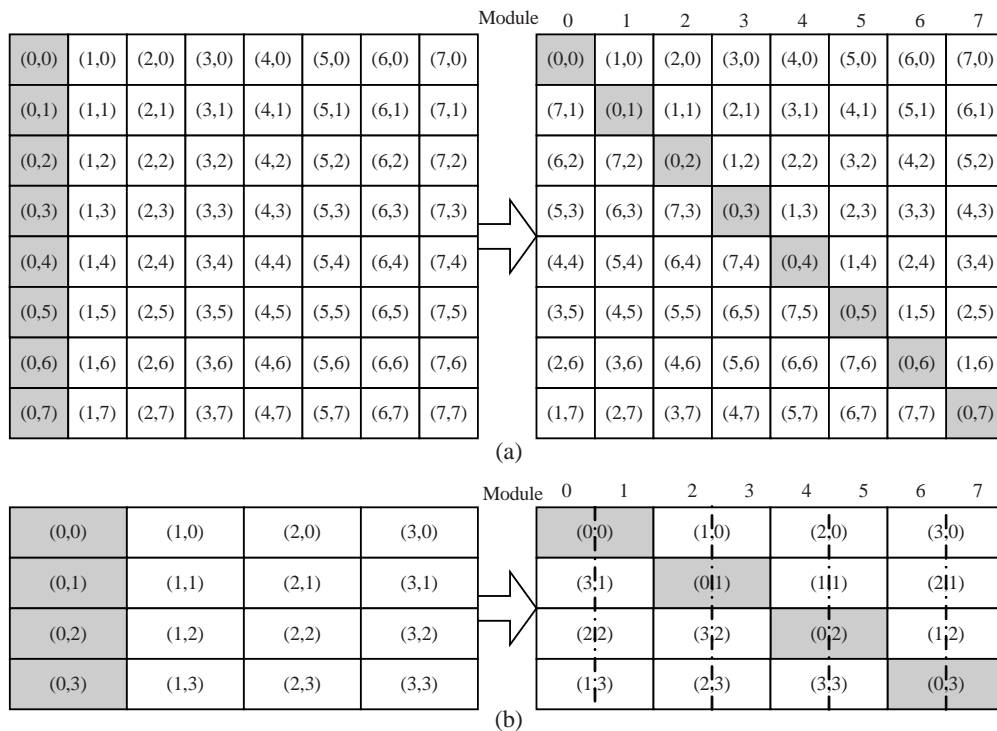 Module 0 1 2 3 4 5 6 7
(0,0) (1,0) (2,0) (3,0) (4,0) (5,0) (6,0) (7,0) (0,0) (1,0) (2,0) (3,0) (4,0) (5,0) (6,0) (7,0)
(0,1) (1,1) (2,1) (3,1) (4,1) (5,1) (6,1) (7,1) (7,1) (0,1) (1,1) (2,1) (3,1) (4,1) (5,1) (6,1)
(0,2) (1,2) (2,2) (3,2) (4,2) (5,2) (6,2) (7,2) (6,2) (7,2) (0,2) (1,2) (2,2) (3,2) (4,2) (5,2)
(0,3) (1,3) (2,3) (3,3) (4,3) (5,3) (6,3) (7,3) (5,3) (6,3) (7,3) (0,3) (1,3) (2,3) (3,3) (4,3)
(0,4) (1,4) (2,4) (3,4) (4,4) (5,4) (6,4) (7,4) (4,4) (5,4) (6,4) (7,4) (0,4) (1,4) (2,4) (3,4)
(0,5) (1,5) (2,5) (3,5) (4,5) (5,5) (6,5) (7,5) (3,5) (4,5) (5,5) (6,5) (7,5) (0,5) (1,5) (2,5)
(0,6) (1,6) (2,6) (3,6) (4,6) (5,6) (6,6) (7,6) (2,6) (3,6) (4,6) (5,6) (6,6) (7,6) (0,6) (1,6)
(0,7) (1,7) (2,7) (3,7) (4,7) (5,7) (6,7) (7,7) (1,7) (2,7) (3,7) (4,7) (5,7) (6,7) (7,7) (0,7)
(a)
Module 0 1 2 3 4 5 6 7
(0,0) (1,0) (2,0) (3,0) (0,0) (1,0) (2,0) (3,0)
(0,1) (1,1) (2,1) (3,1) (3,1) (0,1) (1,1) (2,1)
(0,2) (1,2) (2,2) (3,2) (2,2) (3,2) (0,2) (1,2)
(0,3) (1,3) (2,3) (3,3) (1,3) (2,3) (3,3) (0,3)
(b)